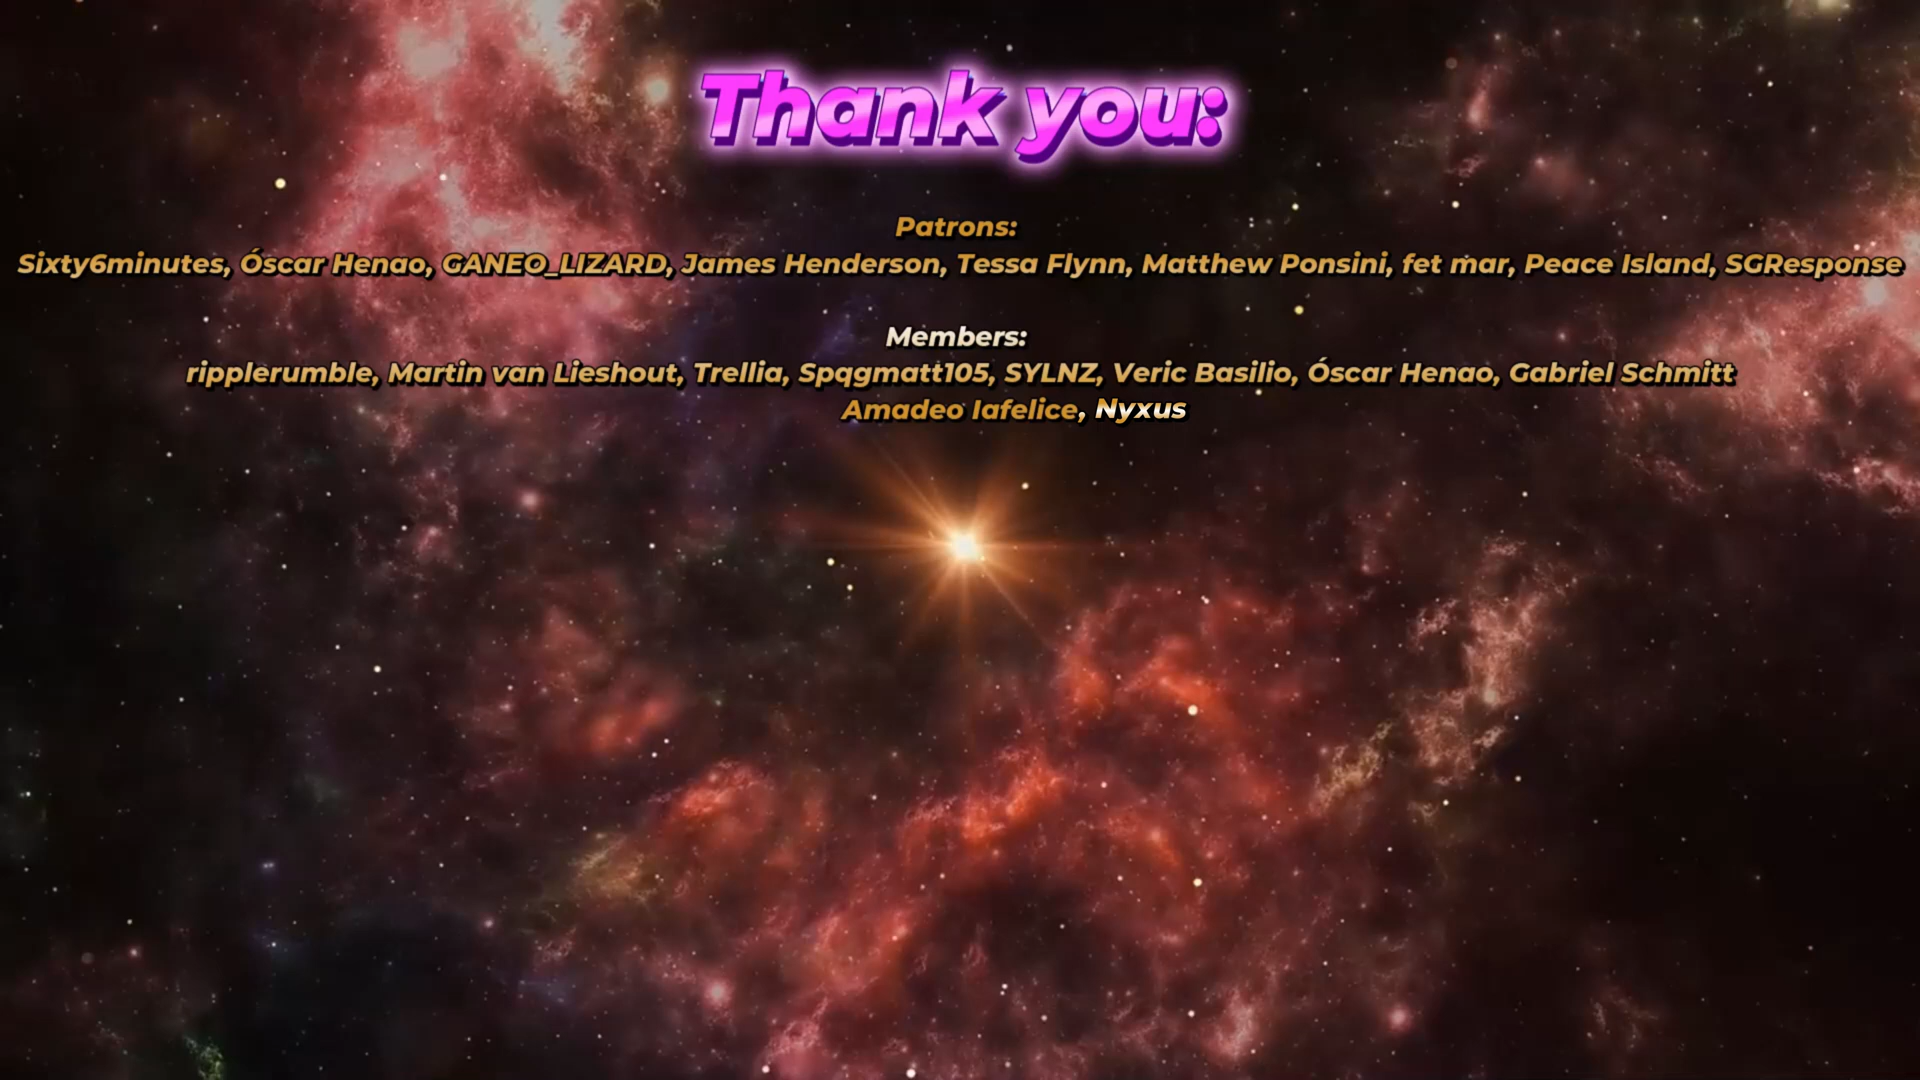 Thank you:
Patrons:
Sixty6minutes, Óscar Henao, GANEO_LIZARD, James Henderson, Tessa Flynn, Matthew Ponsini, fet mar, Peace Island, SGResponse
Members:
ripplerumble, Martin van Lieshout, Trellia, Spqgmatt105, SYLNZ, Veric Basilio, Óscar Henao, Gabriel Schmitt
Amadeo Iafelice, Nyxus